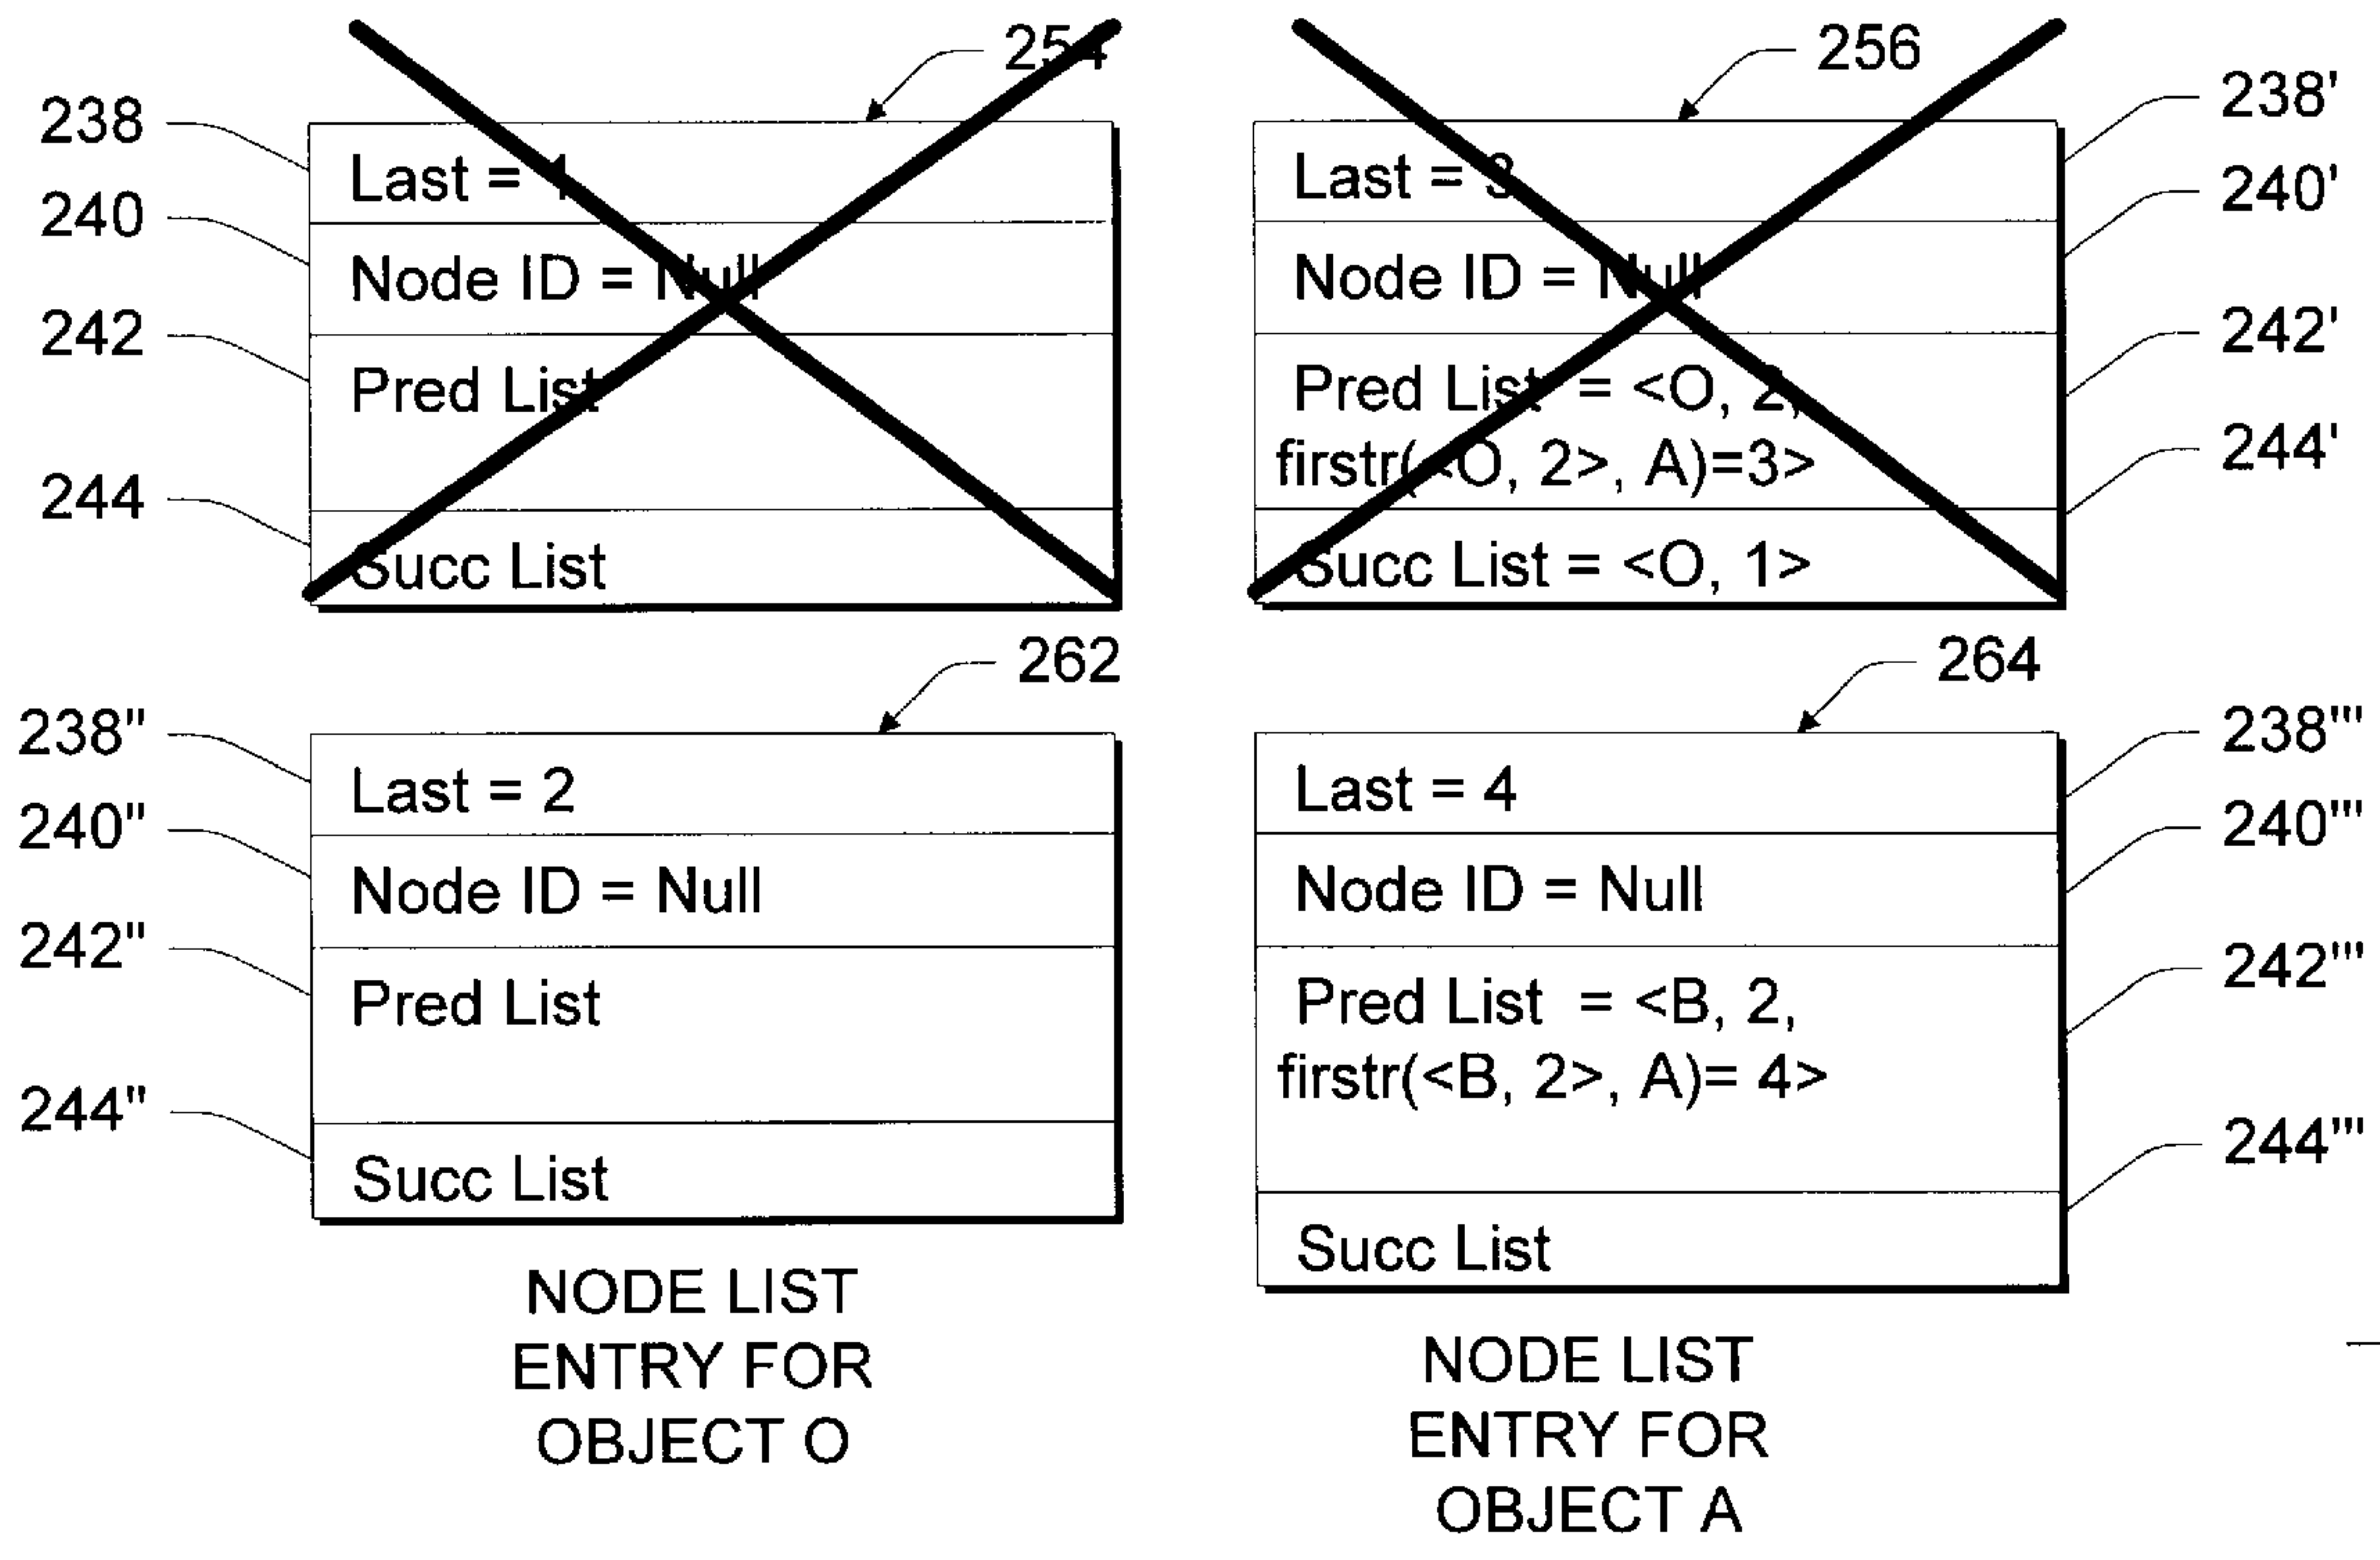 254
256
238
Last = 1
Last = 3
238'
240
Node ID = Null
Node ID = Null
240'
242
Pred List
Pred List = <O, 2,
firstr(<O, 2>, A)=3>
242'
244
Succ List
Succ List = <O, 1>
244'
262
264
238"
Last = 2
Last = 4
238'"
240"
Node ID = Null
Node ID = Null
240'"
242"
Pred List
Pred List = <B, 2,
firstr(<B, 2>, A)= 4>
242'"
244"
Succ List
Succ List
244'"
NODE LIST
ENTRY FOR
OBJECT O
NODE LIST
ENTRY FOR
OBJECT A